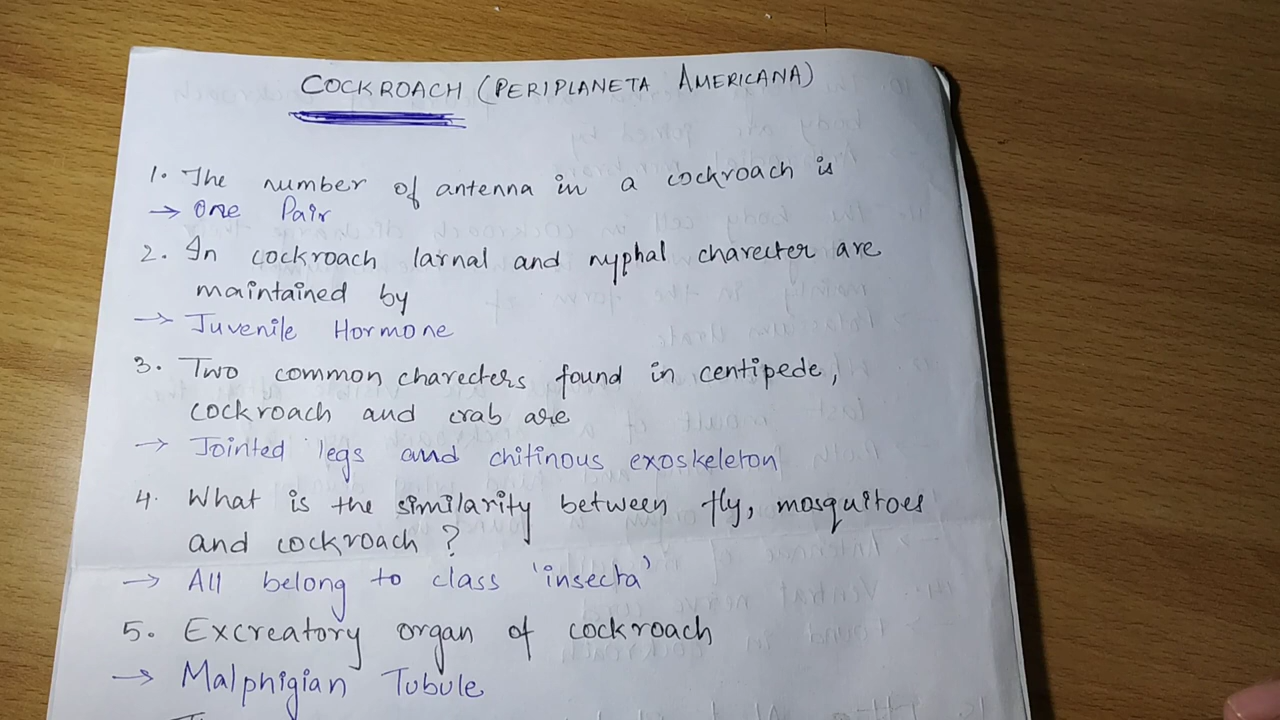 COCKROACH (PERIPLANETA AMERICANA)
1. The number of antenna in a cockroach is
→ One Pair
2. In cockroach larnal and nyphal charecter are
maintained by
→ Juvenile Hormone
3. Two common charecters found in centipede,
cockroach and crab are
→ Jointed legs and chitinous exoskeleton
4. What is the similarity between fly, mosquitoes
and cockroach ?
→ All belong to class 'insecta'
5. Excreatory organ of cockroach
→ Malphigian Tubule